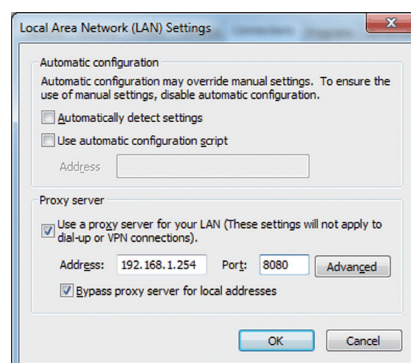 Local Area Network (LAN) Settings
Automatic configuration
Automatic configuration may override manual settings. To ensure the
use of manual settings, disable automatic configuration.
Automatically detect settings
Use automatic configuration script
Address
Proxy server
Use a proxy server for your LAN (These settings will not apply to
dial-up or VPN connections).
Address: 192.168.1.254 Port: 8080 Advanced
Bypass proxy server for local addresses
OK Cancel